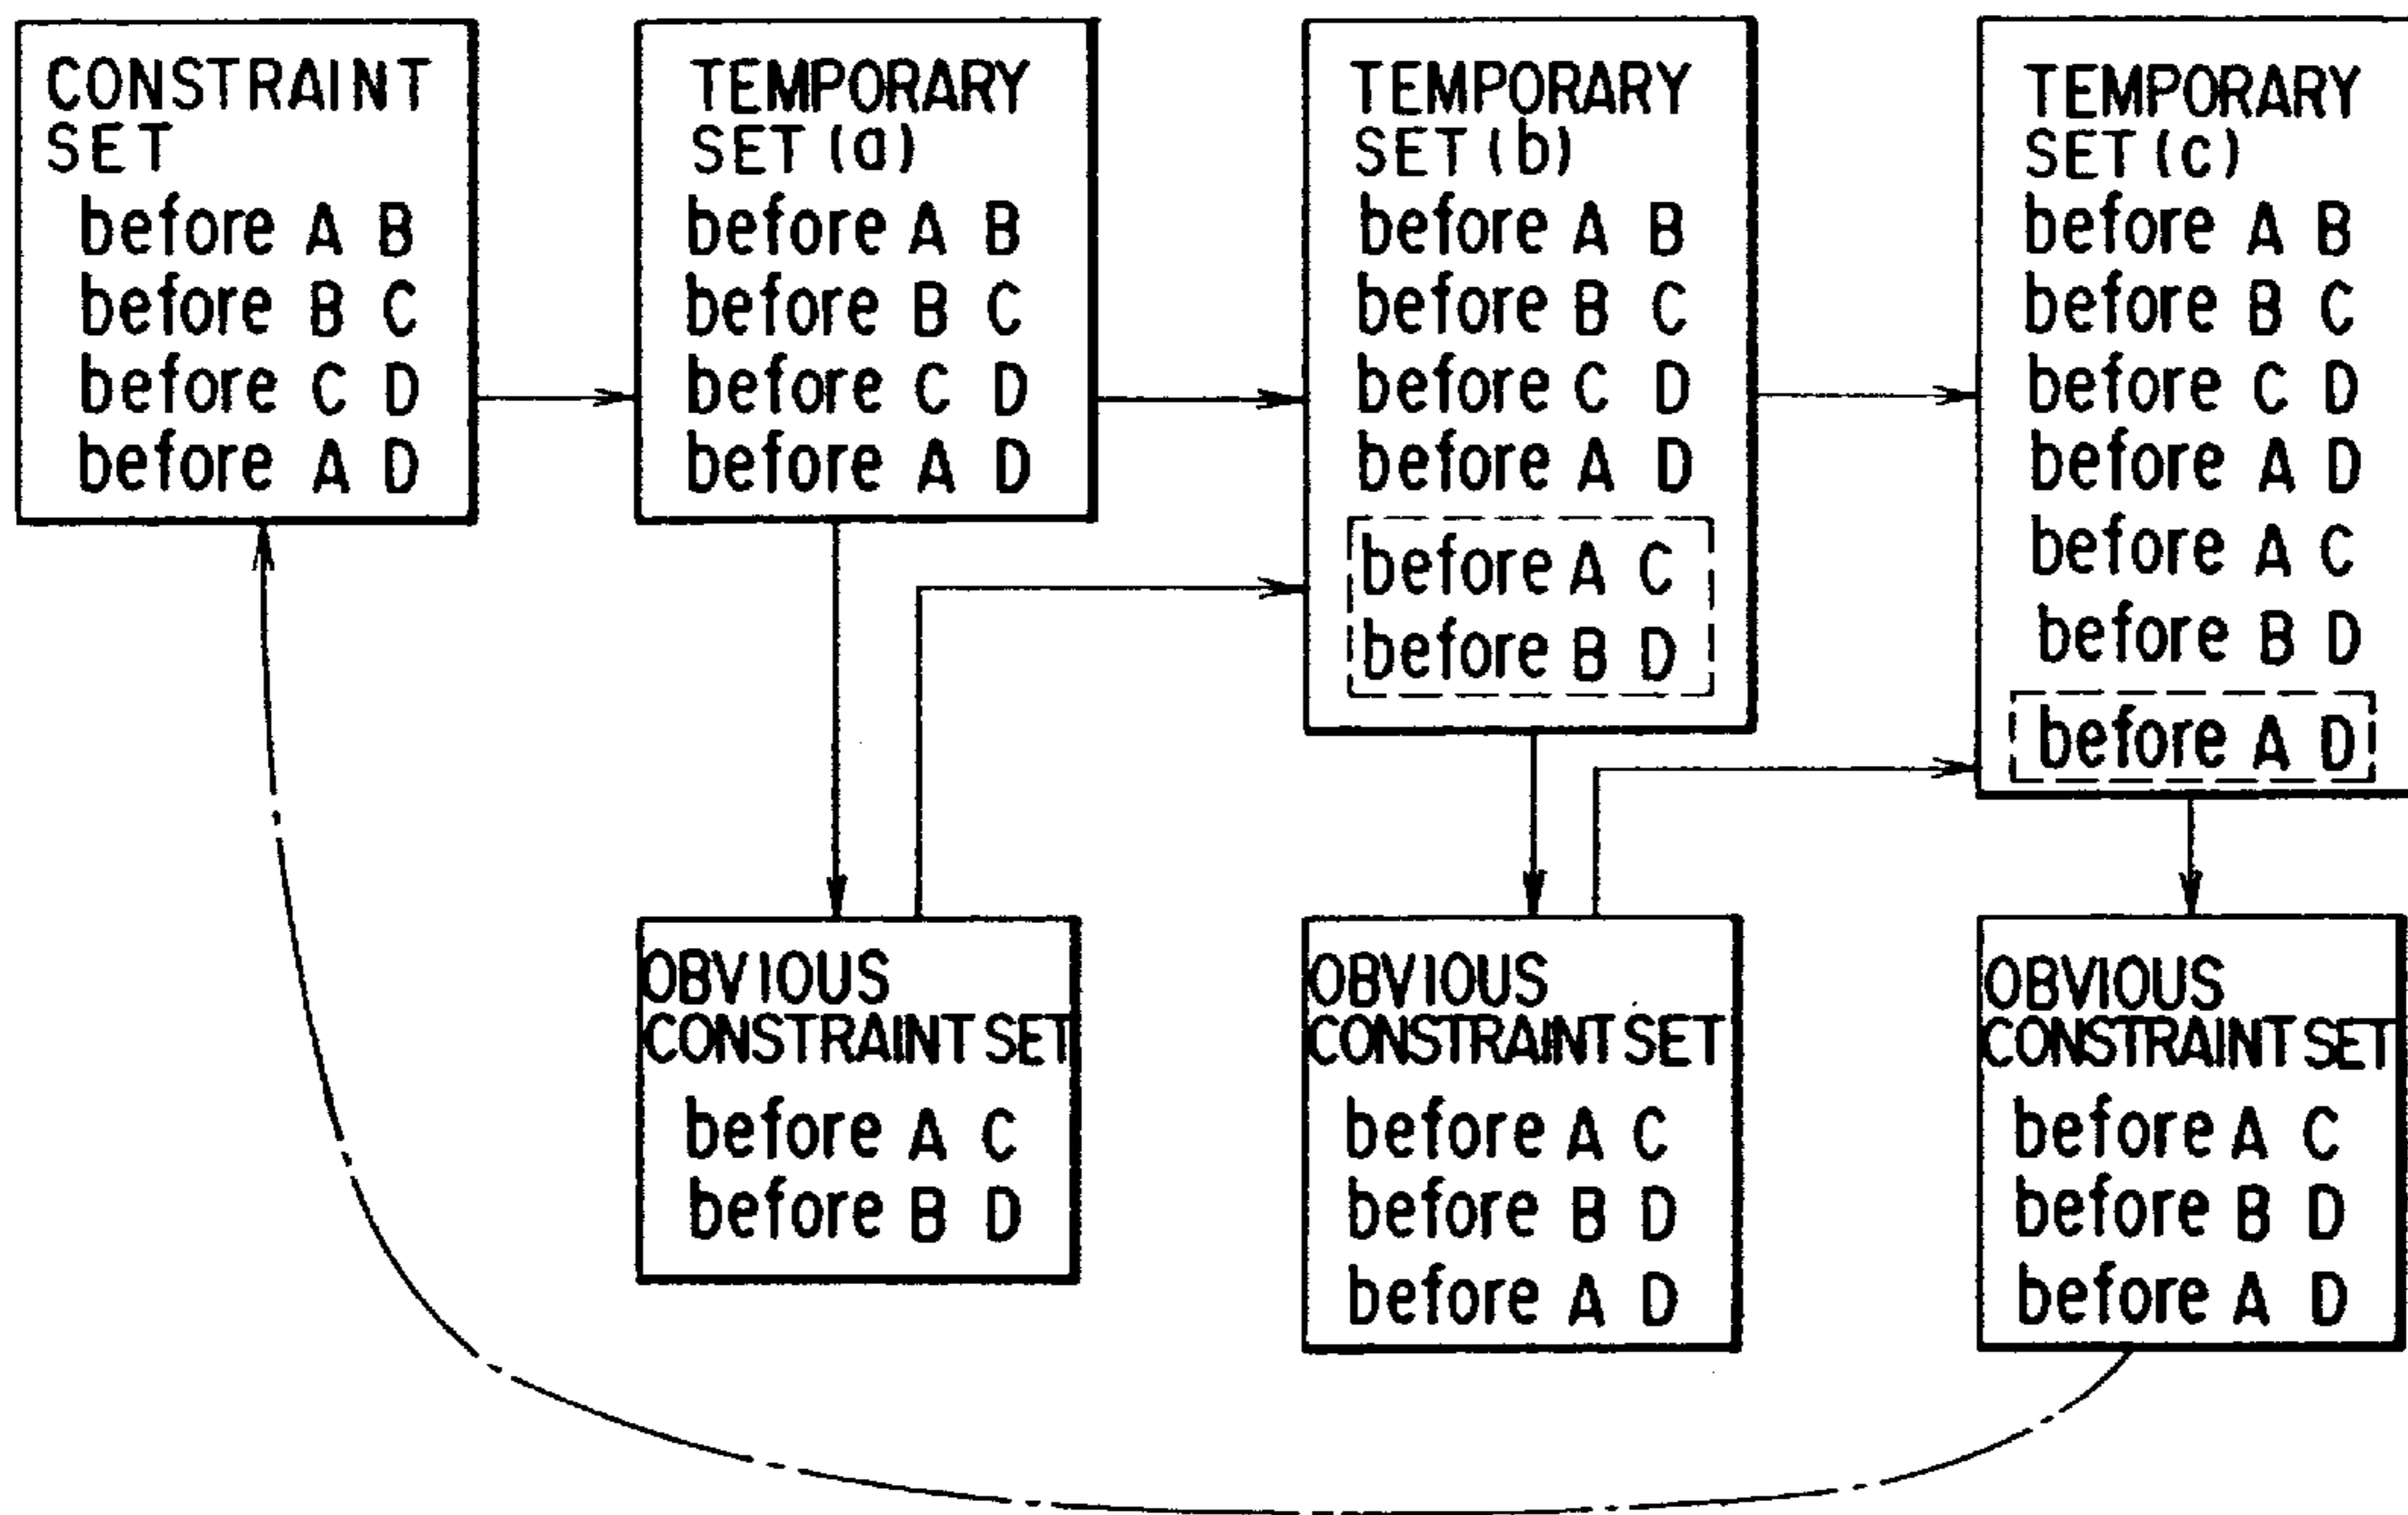 CONSTRAINT
SET
before A B
before B C
before C D
before A D
TEMPORARY
SET (a)
before A B
before B C
before C D
before A D
TEMPORARY
SET (b)
before A B
before B C
before C D
before A D
before A C
before B D
TEMPORARY
SET (c)
before A B
before B C
before C D
before A D
before A C
before B D
before A D
OBVIOUS
CONSTRAINT SET
before A C
before B D
OBVIOUS
CONSTRAINT SET
before A C
before B D
before A D
OBVIOUS
CONSTRAINT SET
before A C
before B D
before A D